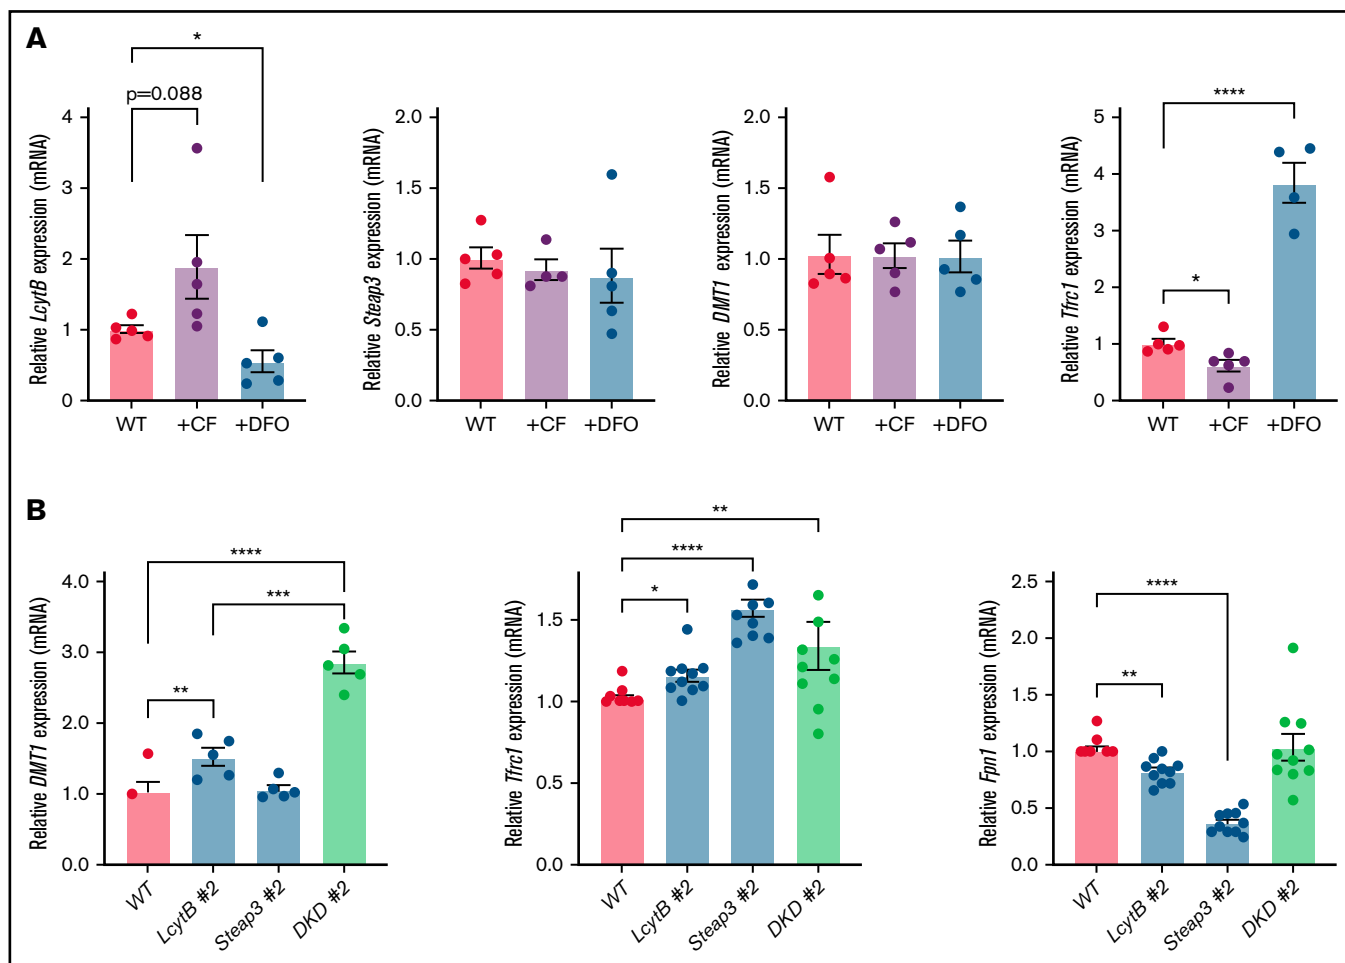 A
Relative LcytB expression (mRNA)
4
3
2
1
0
*
p=0.088
WT
+CF
+DFO
Relative Steap3 expression (mRNA)
2.0
1.5
1.0
0.5
0.0
WT
+CF
+DFO
Relative DMT1 expression (mRNA)
2.0
1.5
1.0
0.5
0.0
WT
+CF
+DFO
Relative Tfrc1 expression (mRNA)
5
4
3
2
1
0
****
*
WT
+CF
+DFO
B
Relative DMT1 expression (mRNA)
4.0
3.0
2.0
1.0
0.0
****
***
**
WT
LcytB #2
Steap3 #2
DKD #2
Relative Tfrc1 expression (mRNA)
1.5
1.0
0.5
0.0
**
****
*
WT
LcytB #2
Steap3 #2
DKD #2
Relative Fpn1 expression (mRNA)
2.5
2.0
1.5
1.0
0.5
0.0
****
**
WT
LcytB #2
Steap3 #2
DKD #2